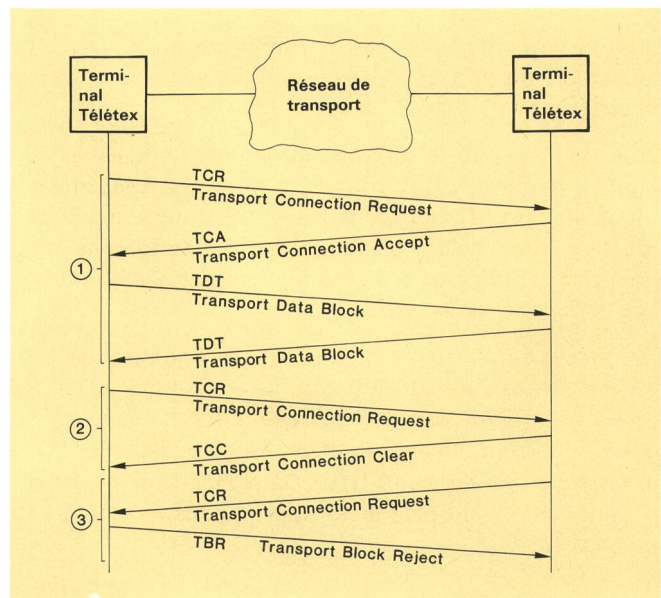 Termi-
nal
Télétex
Réseau de
transport
Termi-
nal
Télétex
TCR
Transport Connection Request
TCA
Transport Connection Accept
1
TDT
Transport Data Block
TDT
Transport Data Block
TCR
Transport Connection Request
2
TCC
Transport Connection Clear
TCR
Transport Connection Request
3
TBR Transport Block Reject